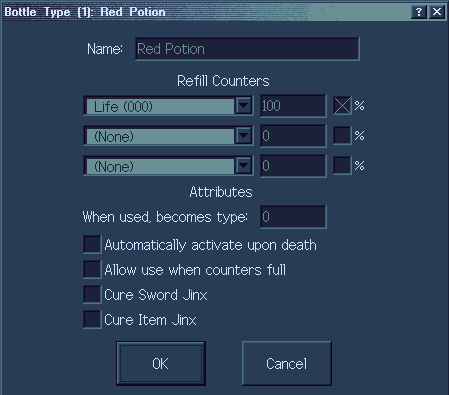 Bottle Type (1): Red Potion
Name: Red Potion
Refill Counters
Life (000) 100 %
(None) 0 %
(None) 0 %
Attributes
When used, becomes type: 0
Automatically activate upon death
Allow use when counters full
Cure Sword Jinx
Cure Item Jinx
OK Cancel